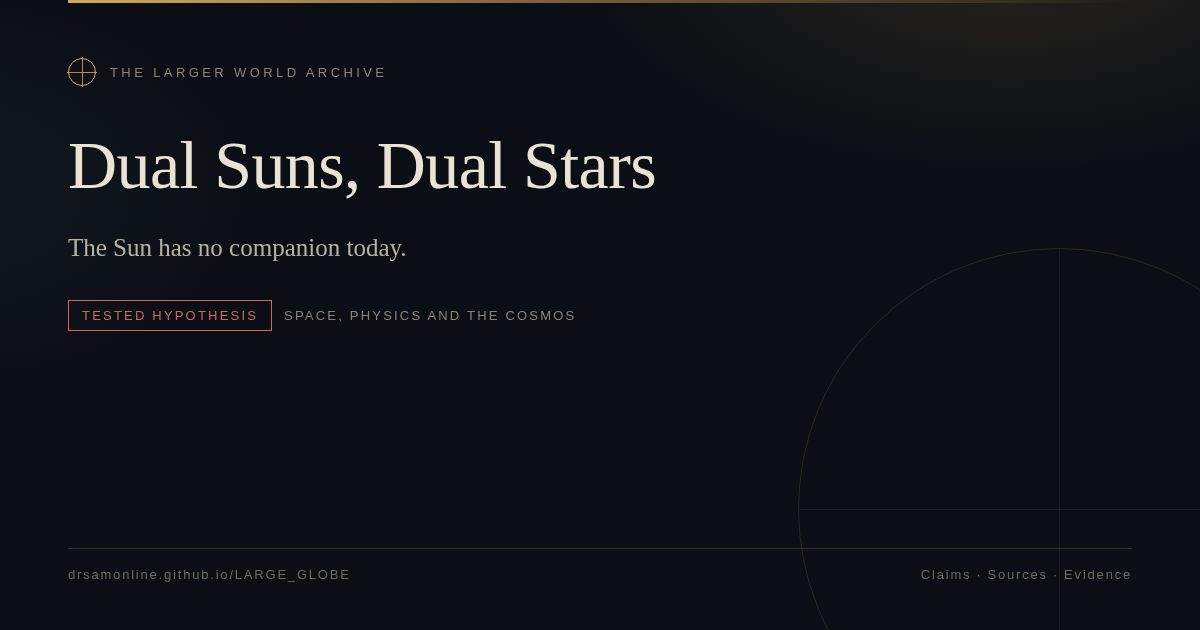 THE LARGER WORLD ARCHIVE
Dual Suns, Dual Stars
The Sun has no companion today.
TESTED HYPOTHESIS SPACE, PHYSICS AND THE COSMOS
drsamonline.github.io/LARGE_GLOBE Claims · Sources · Evidence